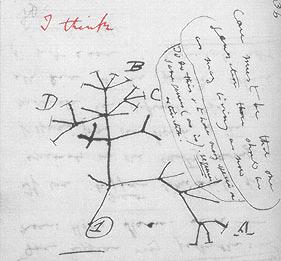 36
I think
Case must be that one
generation then should be
as many living as now
To do this & to have many species in
same genus (as is) requires
extinction
B
C
D
A
1